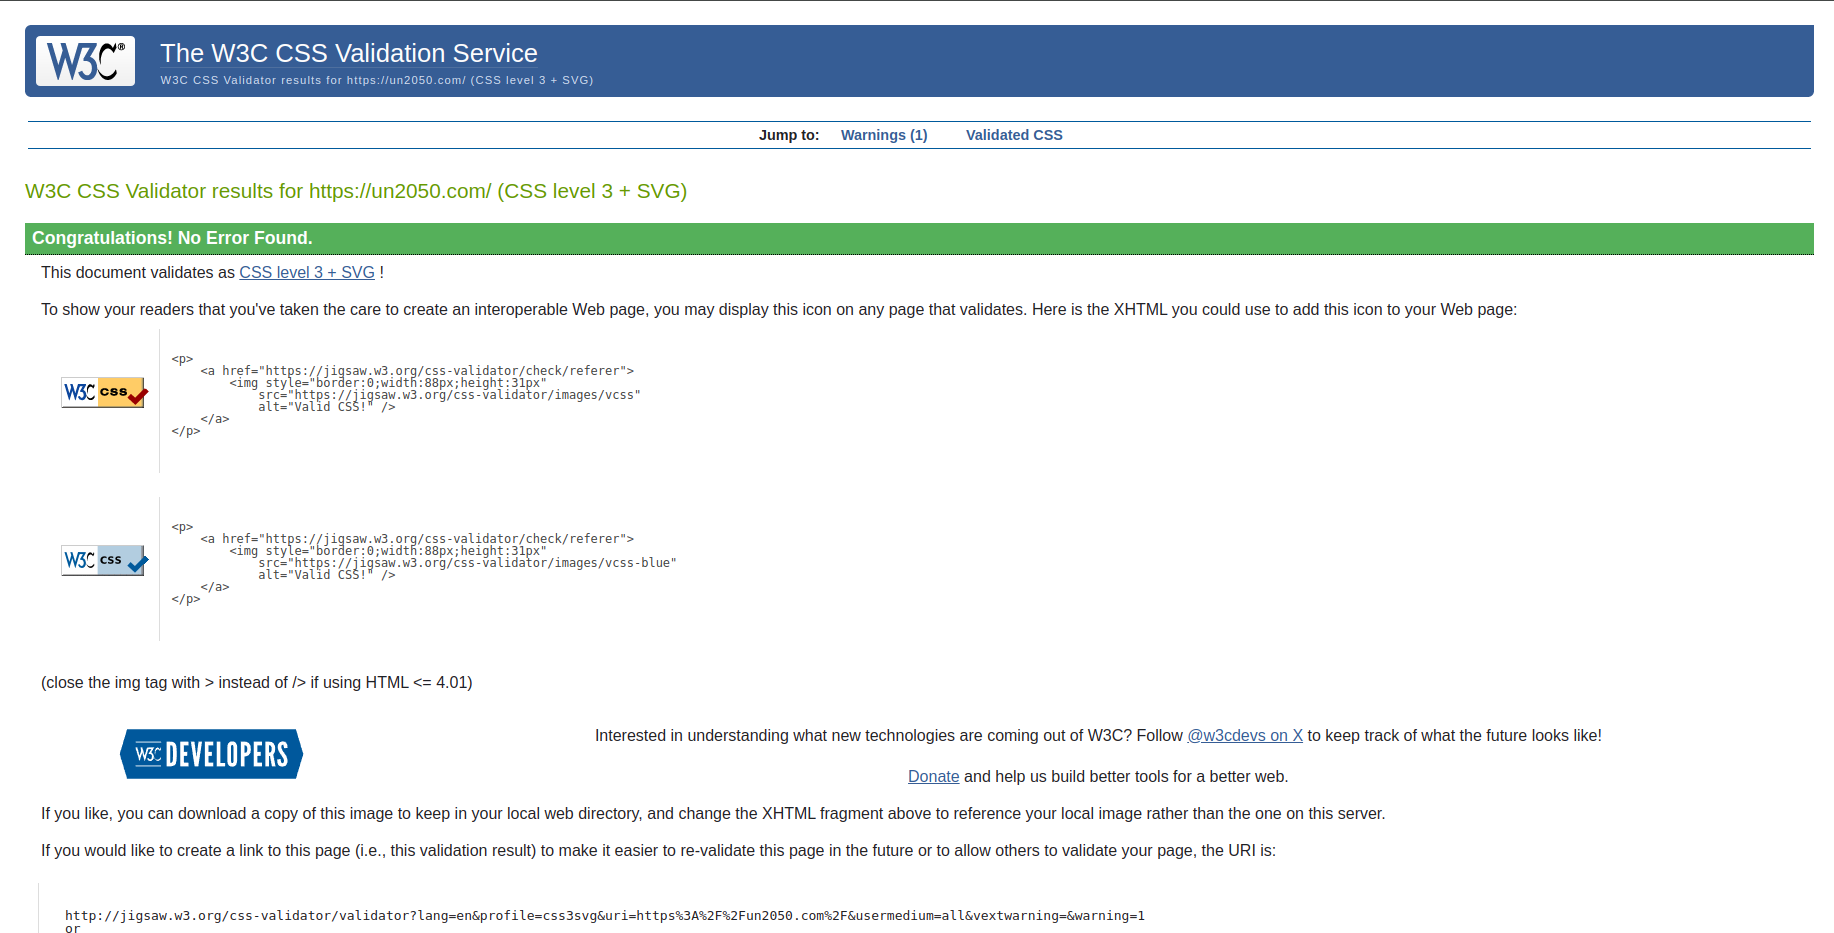 W3C®
The W3C CSS Validation Service
W3C CSS Validator results for https://un2050.com/ (CSS level 3 + SVG)
Jump to: Warnings (1) Validated CSS
W3C CSS Validator results for https://un2050.com/ (CSS level 3 + SVG)
Congratulations! No Error Found.
This document validates as CSS level 3 + SVG !
To show your readers that you've taken the care to create an interoperable Web page, you may display this icon on any page that validates. Here is the XHTML you could use to add this icon to your Web page:
W3C css
<p>
    <a href="https://jigsaw.w3.org/css-validator/check/referer">
        <img style="border:0;width:88px;height:31px"
            src="https://jigsaw.w3.org/css-validator/images/vcss"
            alt="Valid CSS!" />
    </a>
</p>
W3C css
<p>
    <a href="https://jigsaw.w3.org/css-validator/check/referer">
        <img style="border:0;width:88px;height:31px"
            src="https://jigsaw.w3.org/css-validator/images/vcss-blue"
            alt="Valid CSS!" />
    </a>
</p>
(close the img tag with > instead of /> if using HTML <= 4.01)
W3C DEVELOPERS
Interested in understanding what new technologies are coming out of W3C? Follow @w3cdevs on X to keep track of what the future looks like!
Donate and help us build better tools for a better web.
If you like, you can download a copy of this image to keep in your local web directory, and change the XHTML fragment above to reference your local image rather than the one on this server.
If you would like to create a link to this page (i.e., this validation result) to make it easier to re-validate this page in the future or to allow others to validate your page, the URI is:
http://jigsaw.w3.org/css-validator/validator?lang=en&profile=css3svg&uri=https%3A%2F%2Fun2050.com%2F&usermedium=all&vextwarning=&warning=1
or